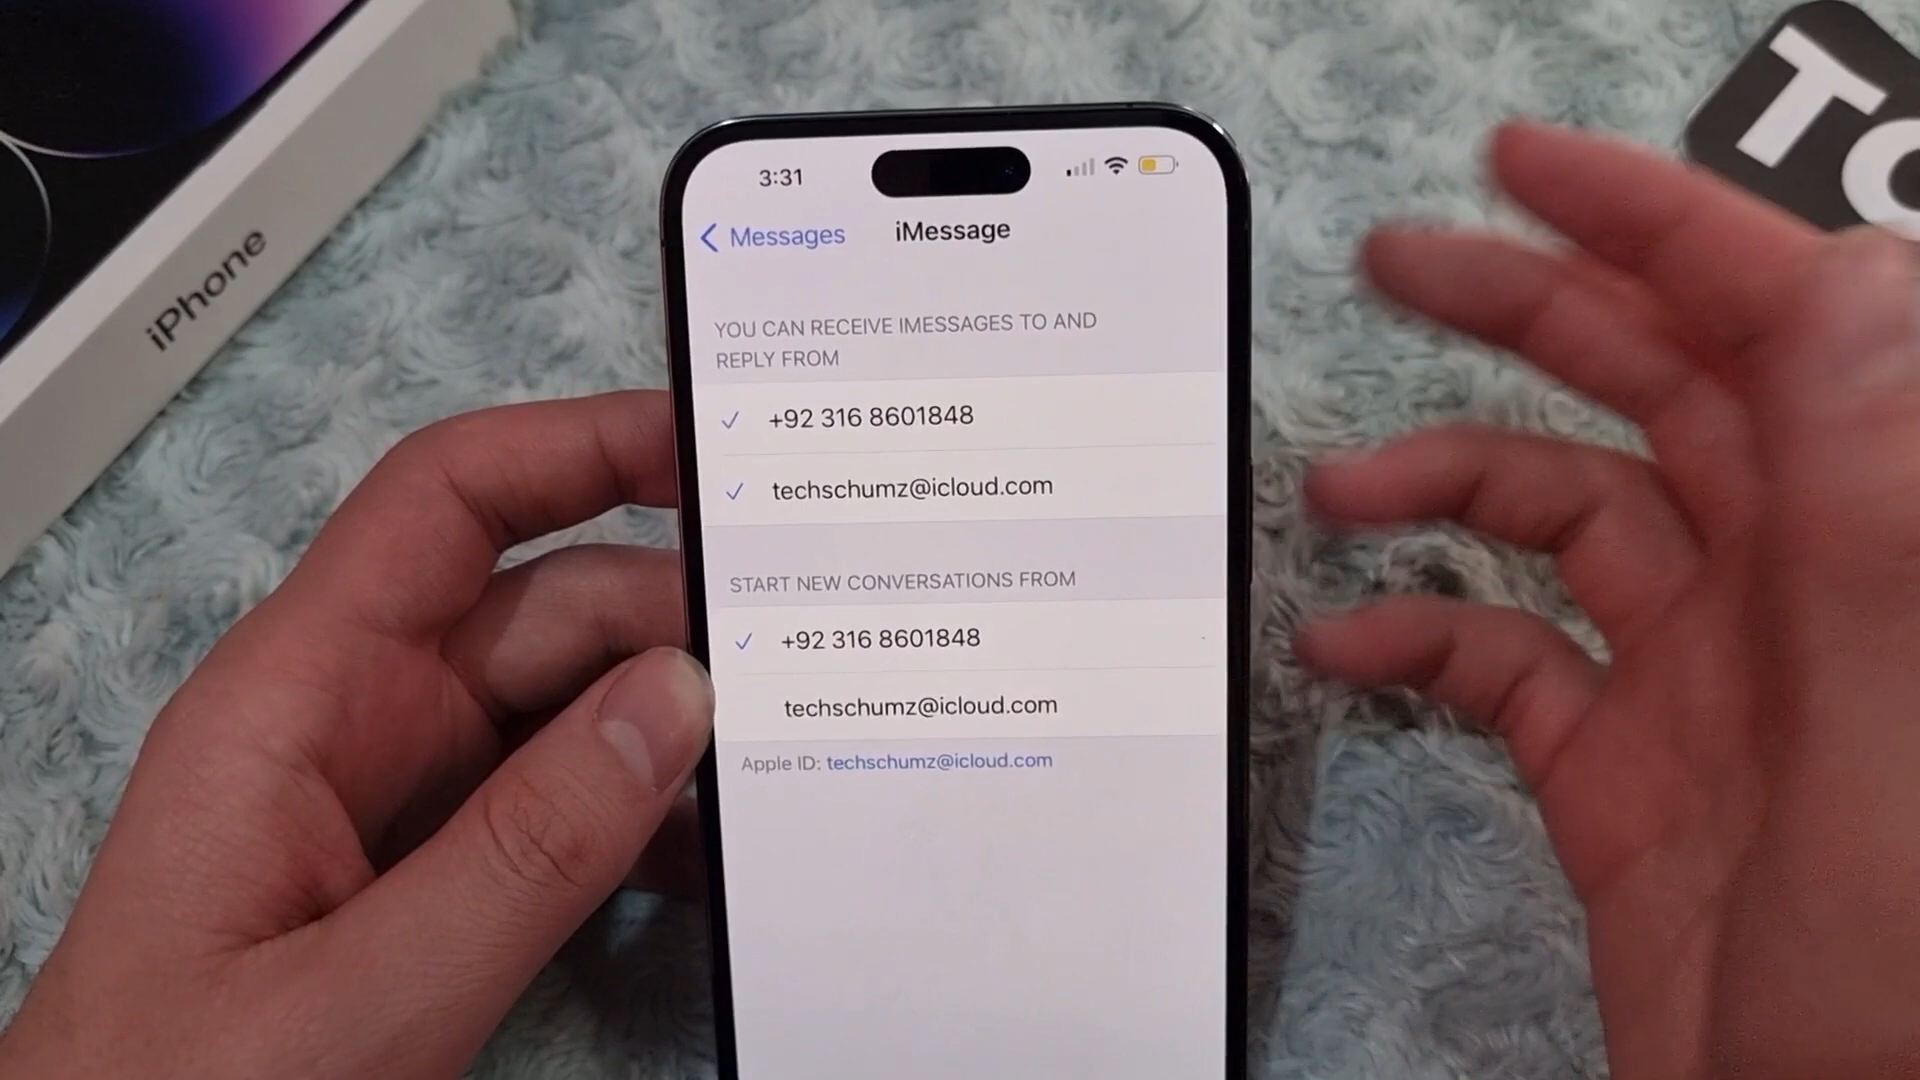 iPhone
TC
3:31
Messages
iMessage
YOU CAN RECEIVE IMESSAGES TO AND
REPLY FROM
+92 316 8601848
techschumz@icloud.com
START NEW CONVERSATIONS FROM
+92 316 8601848
techschumz@icloud.com
Apple ID: techschumz@icloud.com